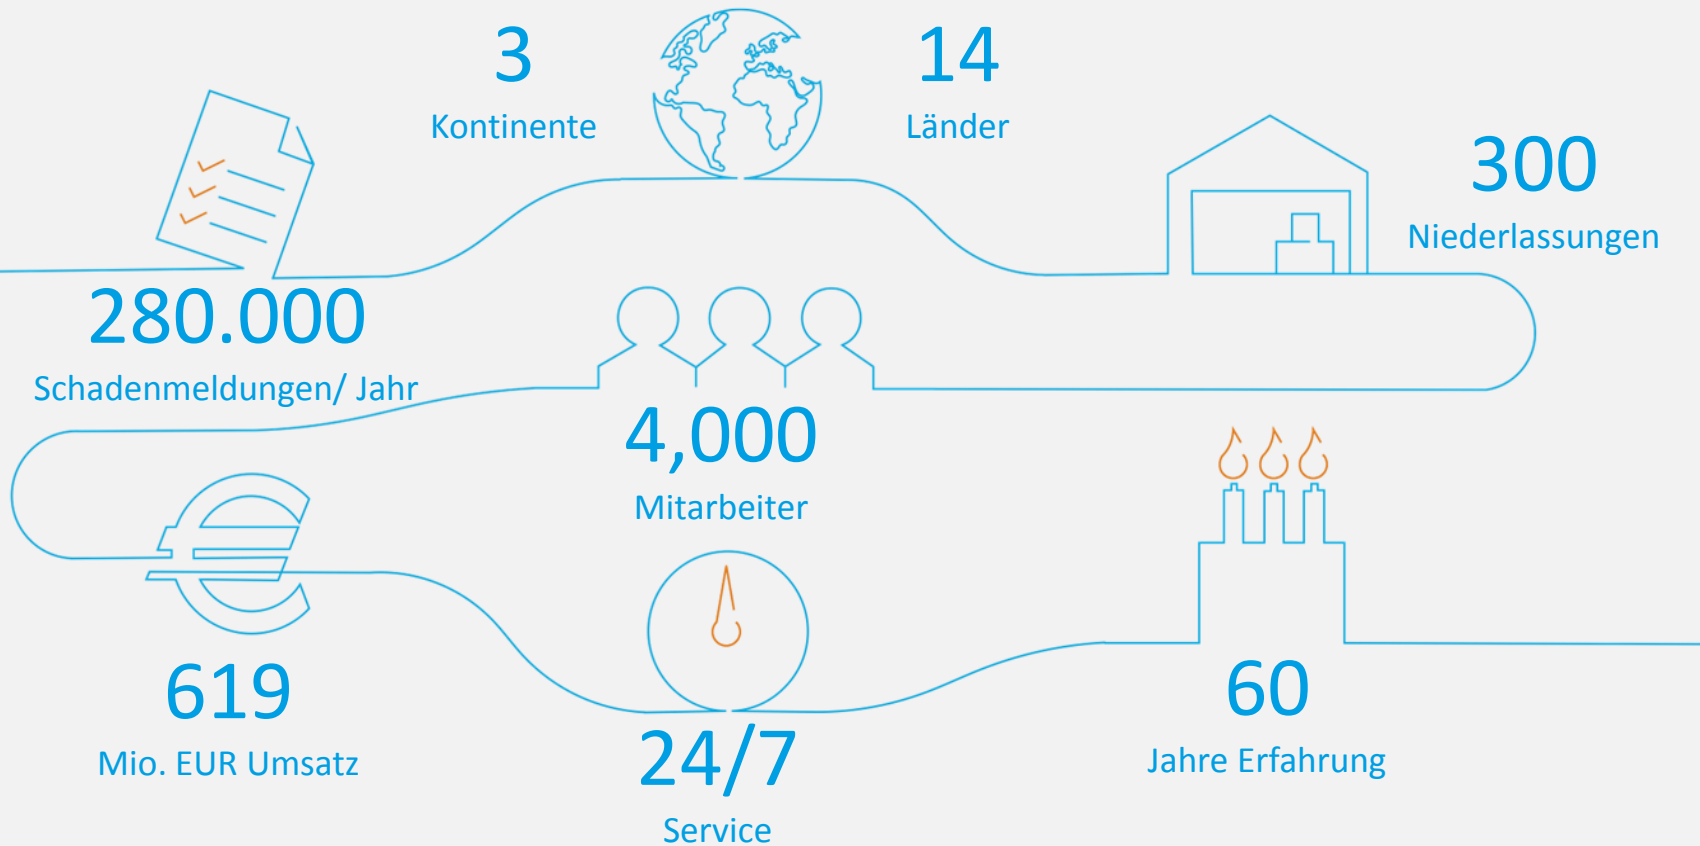 3
Kontinente
14
Länder
300
Niederlassungen
280.000
Schadenmeldungen/ Jahr
4,000
Mitarbeiter
619
Mio. EUR Umsatz
24/7
Service
60
Jahre Erfahrung